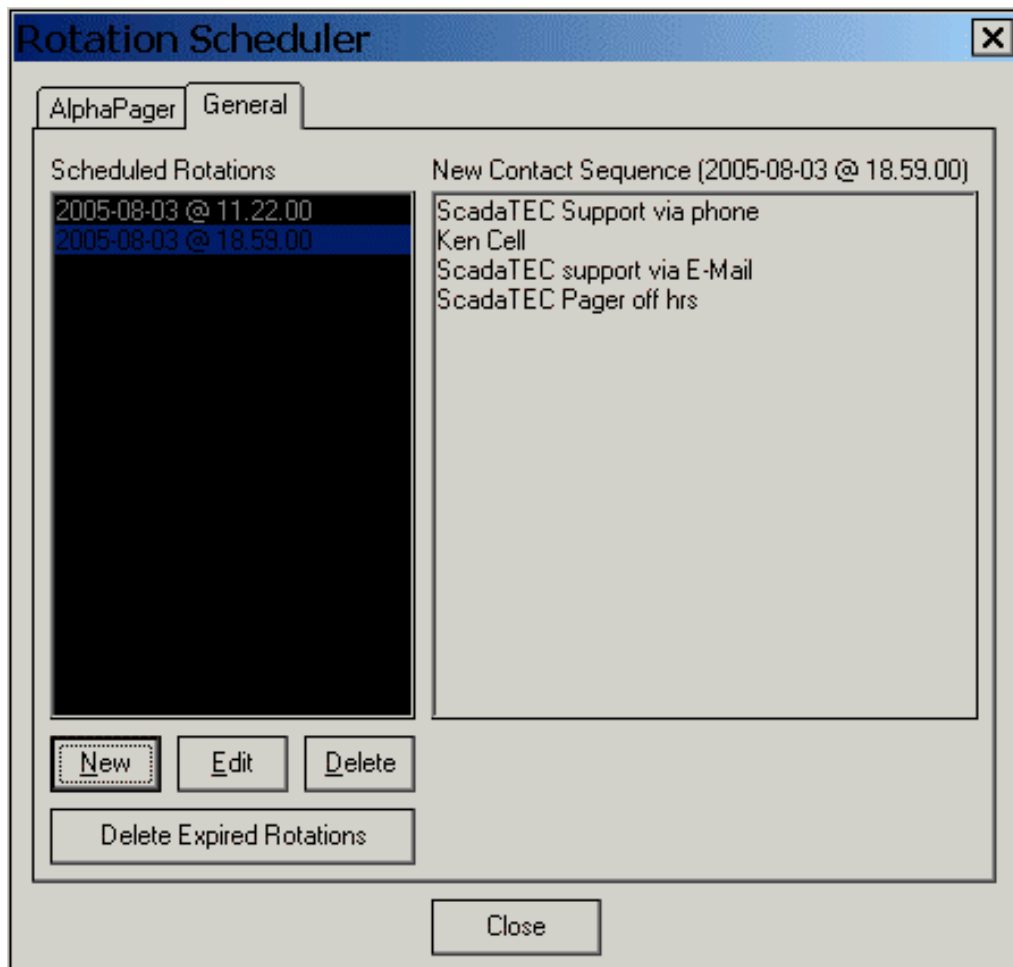 Rotation Scheduler
AlphaPager
General
Scheduled Rotations
2005-08-03 @ 11.22.00
2005-08-03 @ 18.59.00
New Contact Sequence (2005-08-03 @ 18.59.00)
ScadaTEC Support via phone
Ken Cell
ScadaTEC support via E-Mail
ScadaTEC Pager off hrs
New
Edit
Delete
Delete Expired Rotations
Close